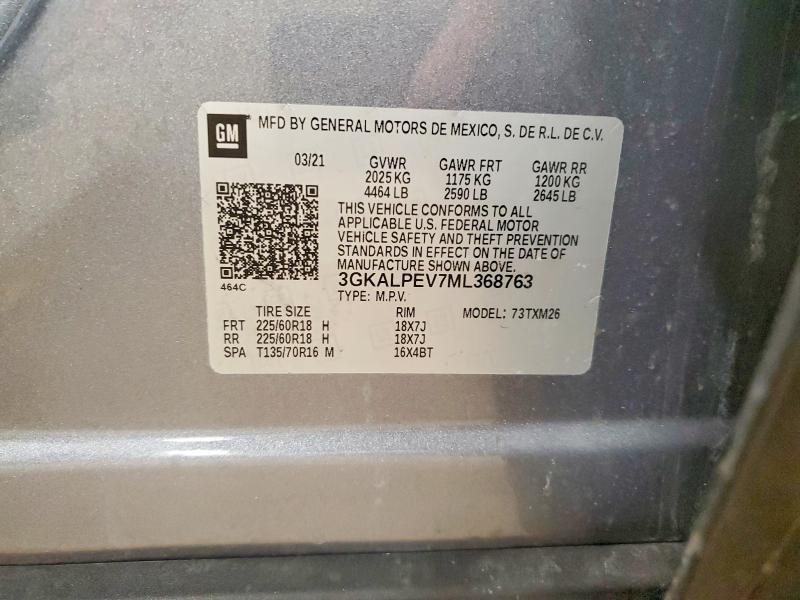 GM MFD BY GENERAL MOTORS DE MEXICO, S. DE R.L. DE C.V.
03/21 GVWR GAWR FRT GAWR RR
2025 KG 1175 KG 1200 KG
4464 LB 2590 LB 2645 LB
THIS VEHICLE CONFORMS TO ALL
APPLICABLE U.S. FEDERAL MOTOR
VEHICLE SAFETY AND THEFT PREVENTION
STANDARDS IN EFFECT ON THE DATE OF
MANUFACTURE SHOWN ABOVE.
464C 3GKALPEV7ML368763
TYPE: M.P.V.
TIRE SIZE RIM MODEL: 73TXM26
FRT 225/60R18 H 18X7J
RR 225/60R18 H 18X7J
SPA T135/70R16 M 16X4BT